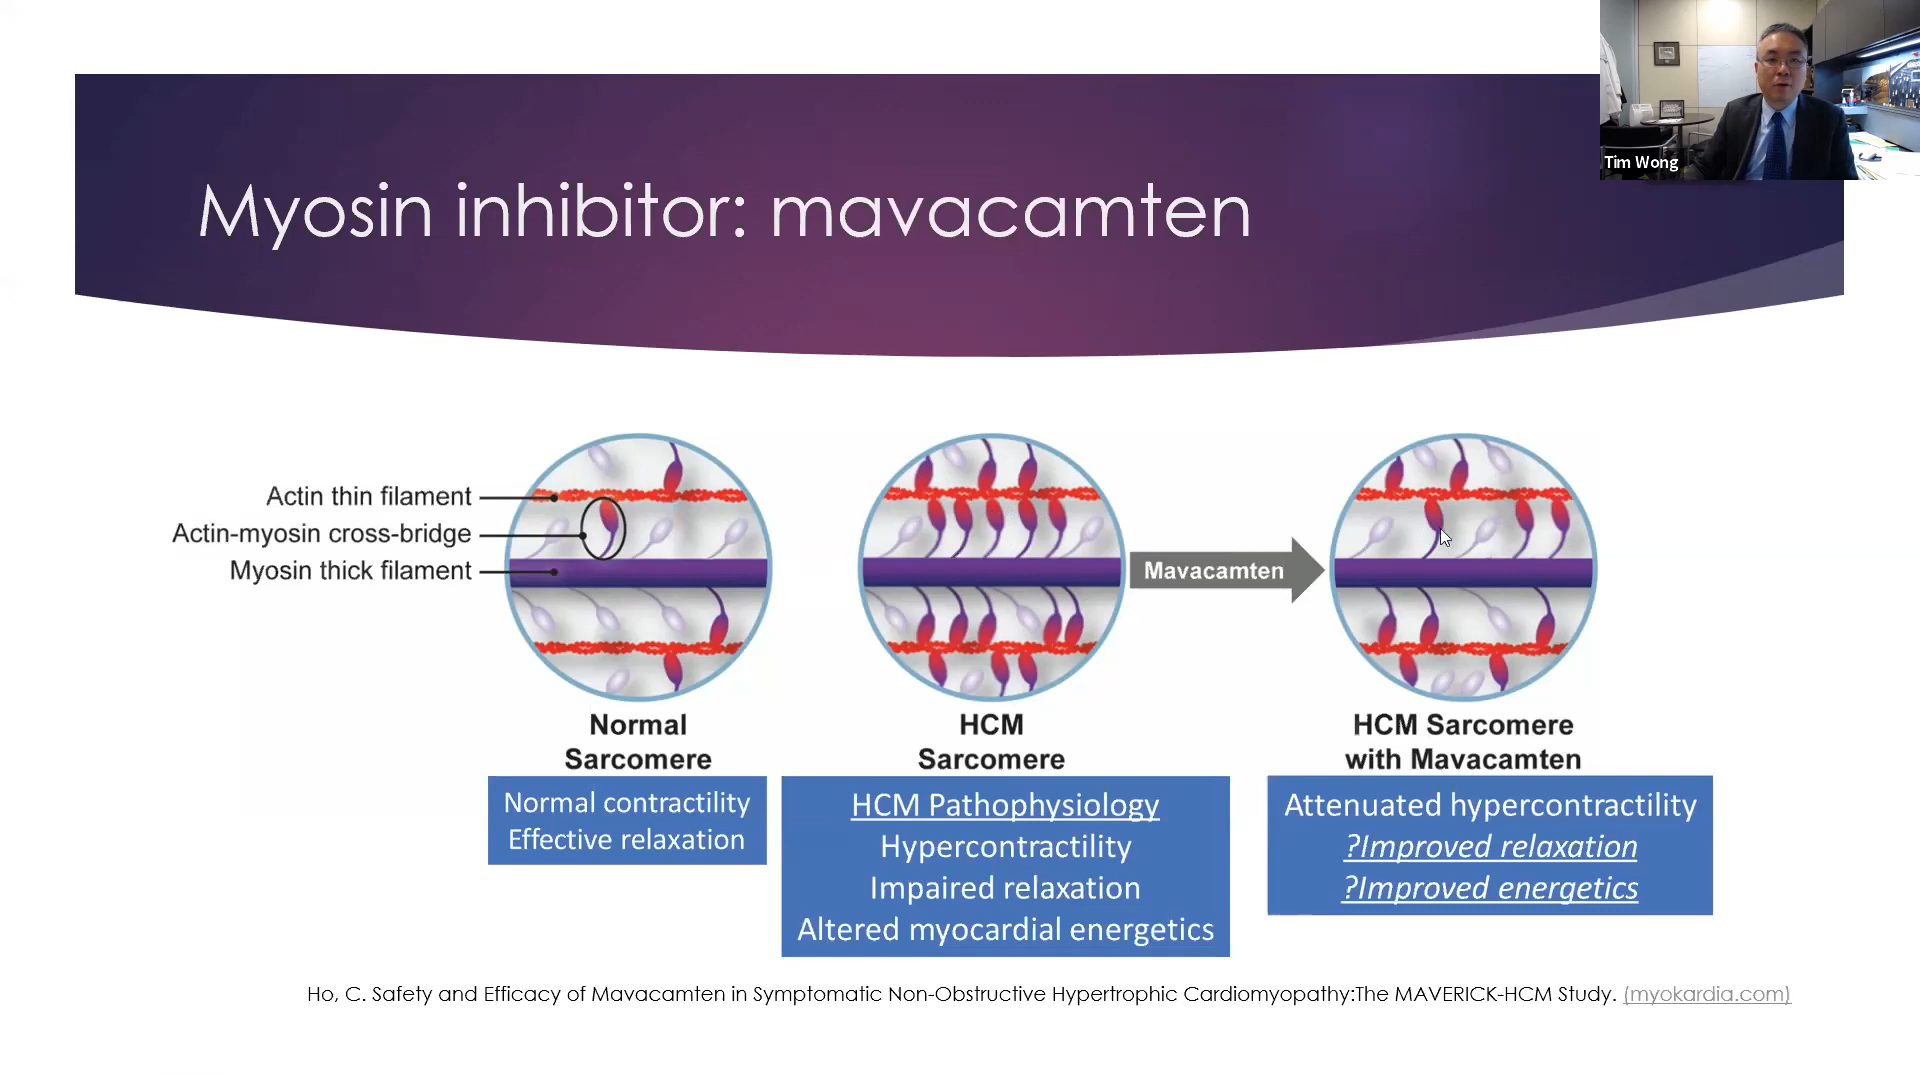 Tim Wong
Myosin inhibitor: mavacamten
Actin thin filament
Actin-myosin cross-bridge
Myosin thick filament
Mavacamten
Normal
Sarcomere
Normal contractility
Effective relaxation
HCM
Sarcomere
HCM Pathophysiology
Hypercontractility
Impaired relaxation
Altered myocardial energetics
HCM Sarcomere
with Mavacamten
Attenuated hypercontractility
?Improved relaxation
?Improved energetics
Ho, C. Safety and Efficacy of Mavacamten in Symptomatic Non-Obstructive Hypertrophic Cardiomyopathy:The MAVERICK-HCM Study. (myokardia.com)